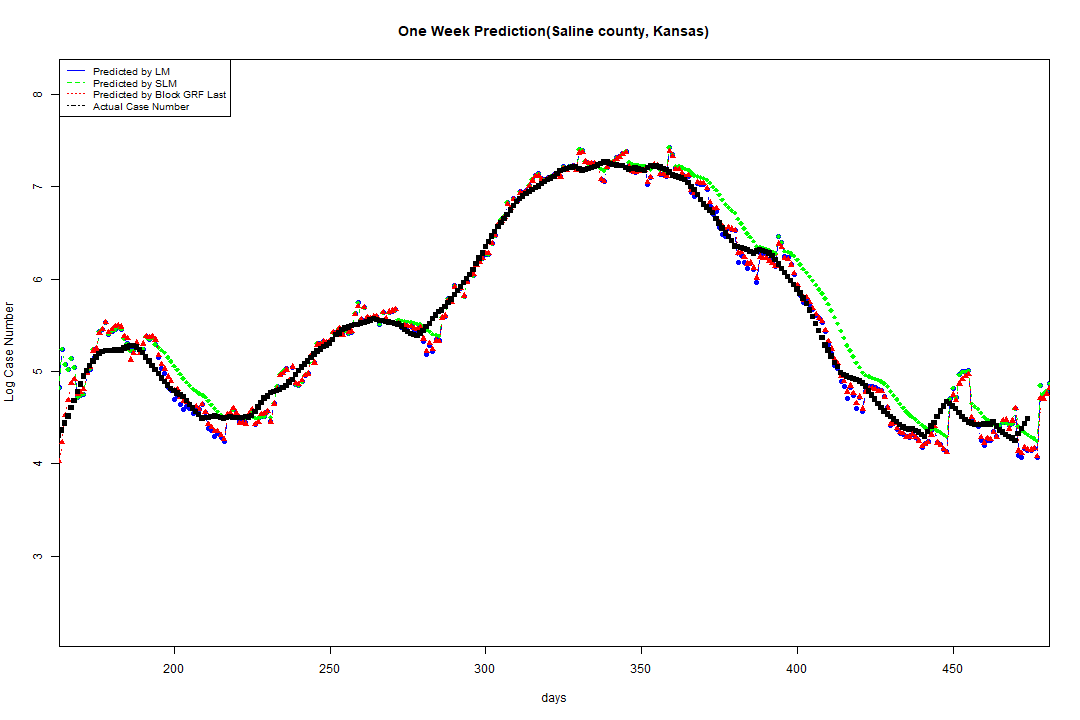 One Week Prediction(Saline county, Kansas)
Predicted by LM
Predicted by SLM
Predicted by Block GRF Last
Actual Case Number
8
7
6
5
4
3
Log Case Number
200
250
300
350
400
450
days